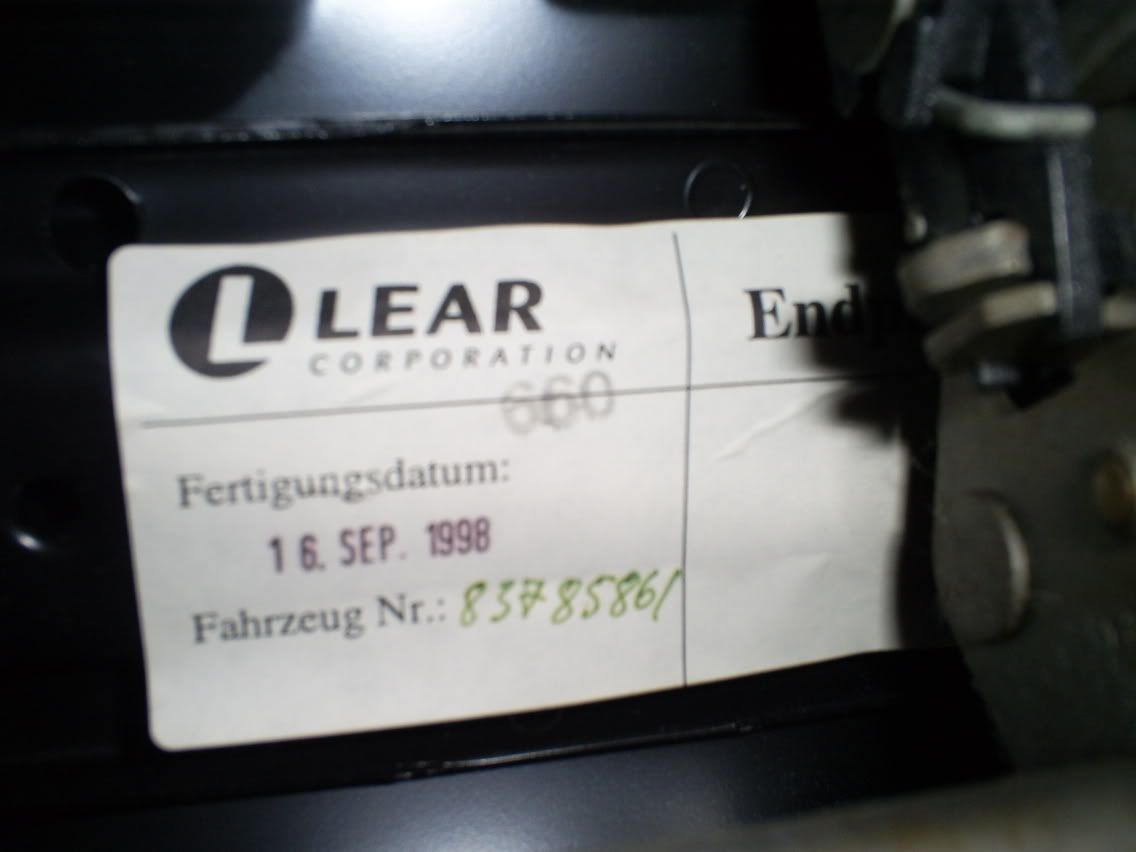 LEAR
CORPORATION
660
Fertigungsdatum:
16. SEP. 1998
Fahrzeug Nr.: 83785861